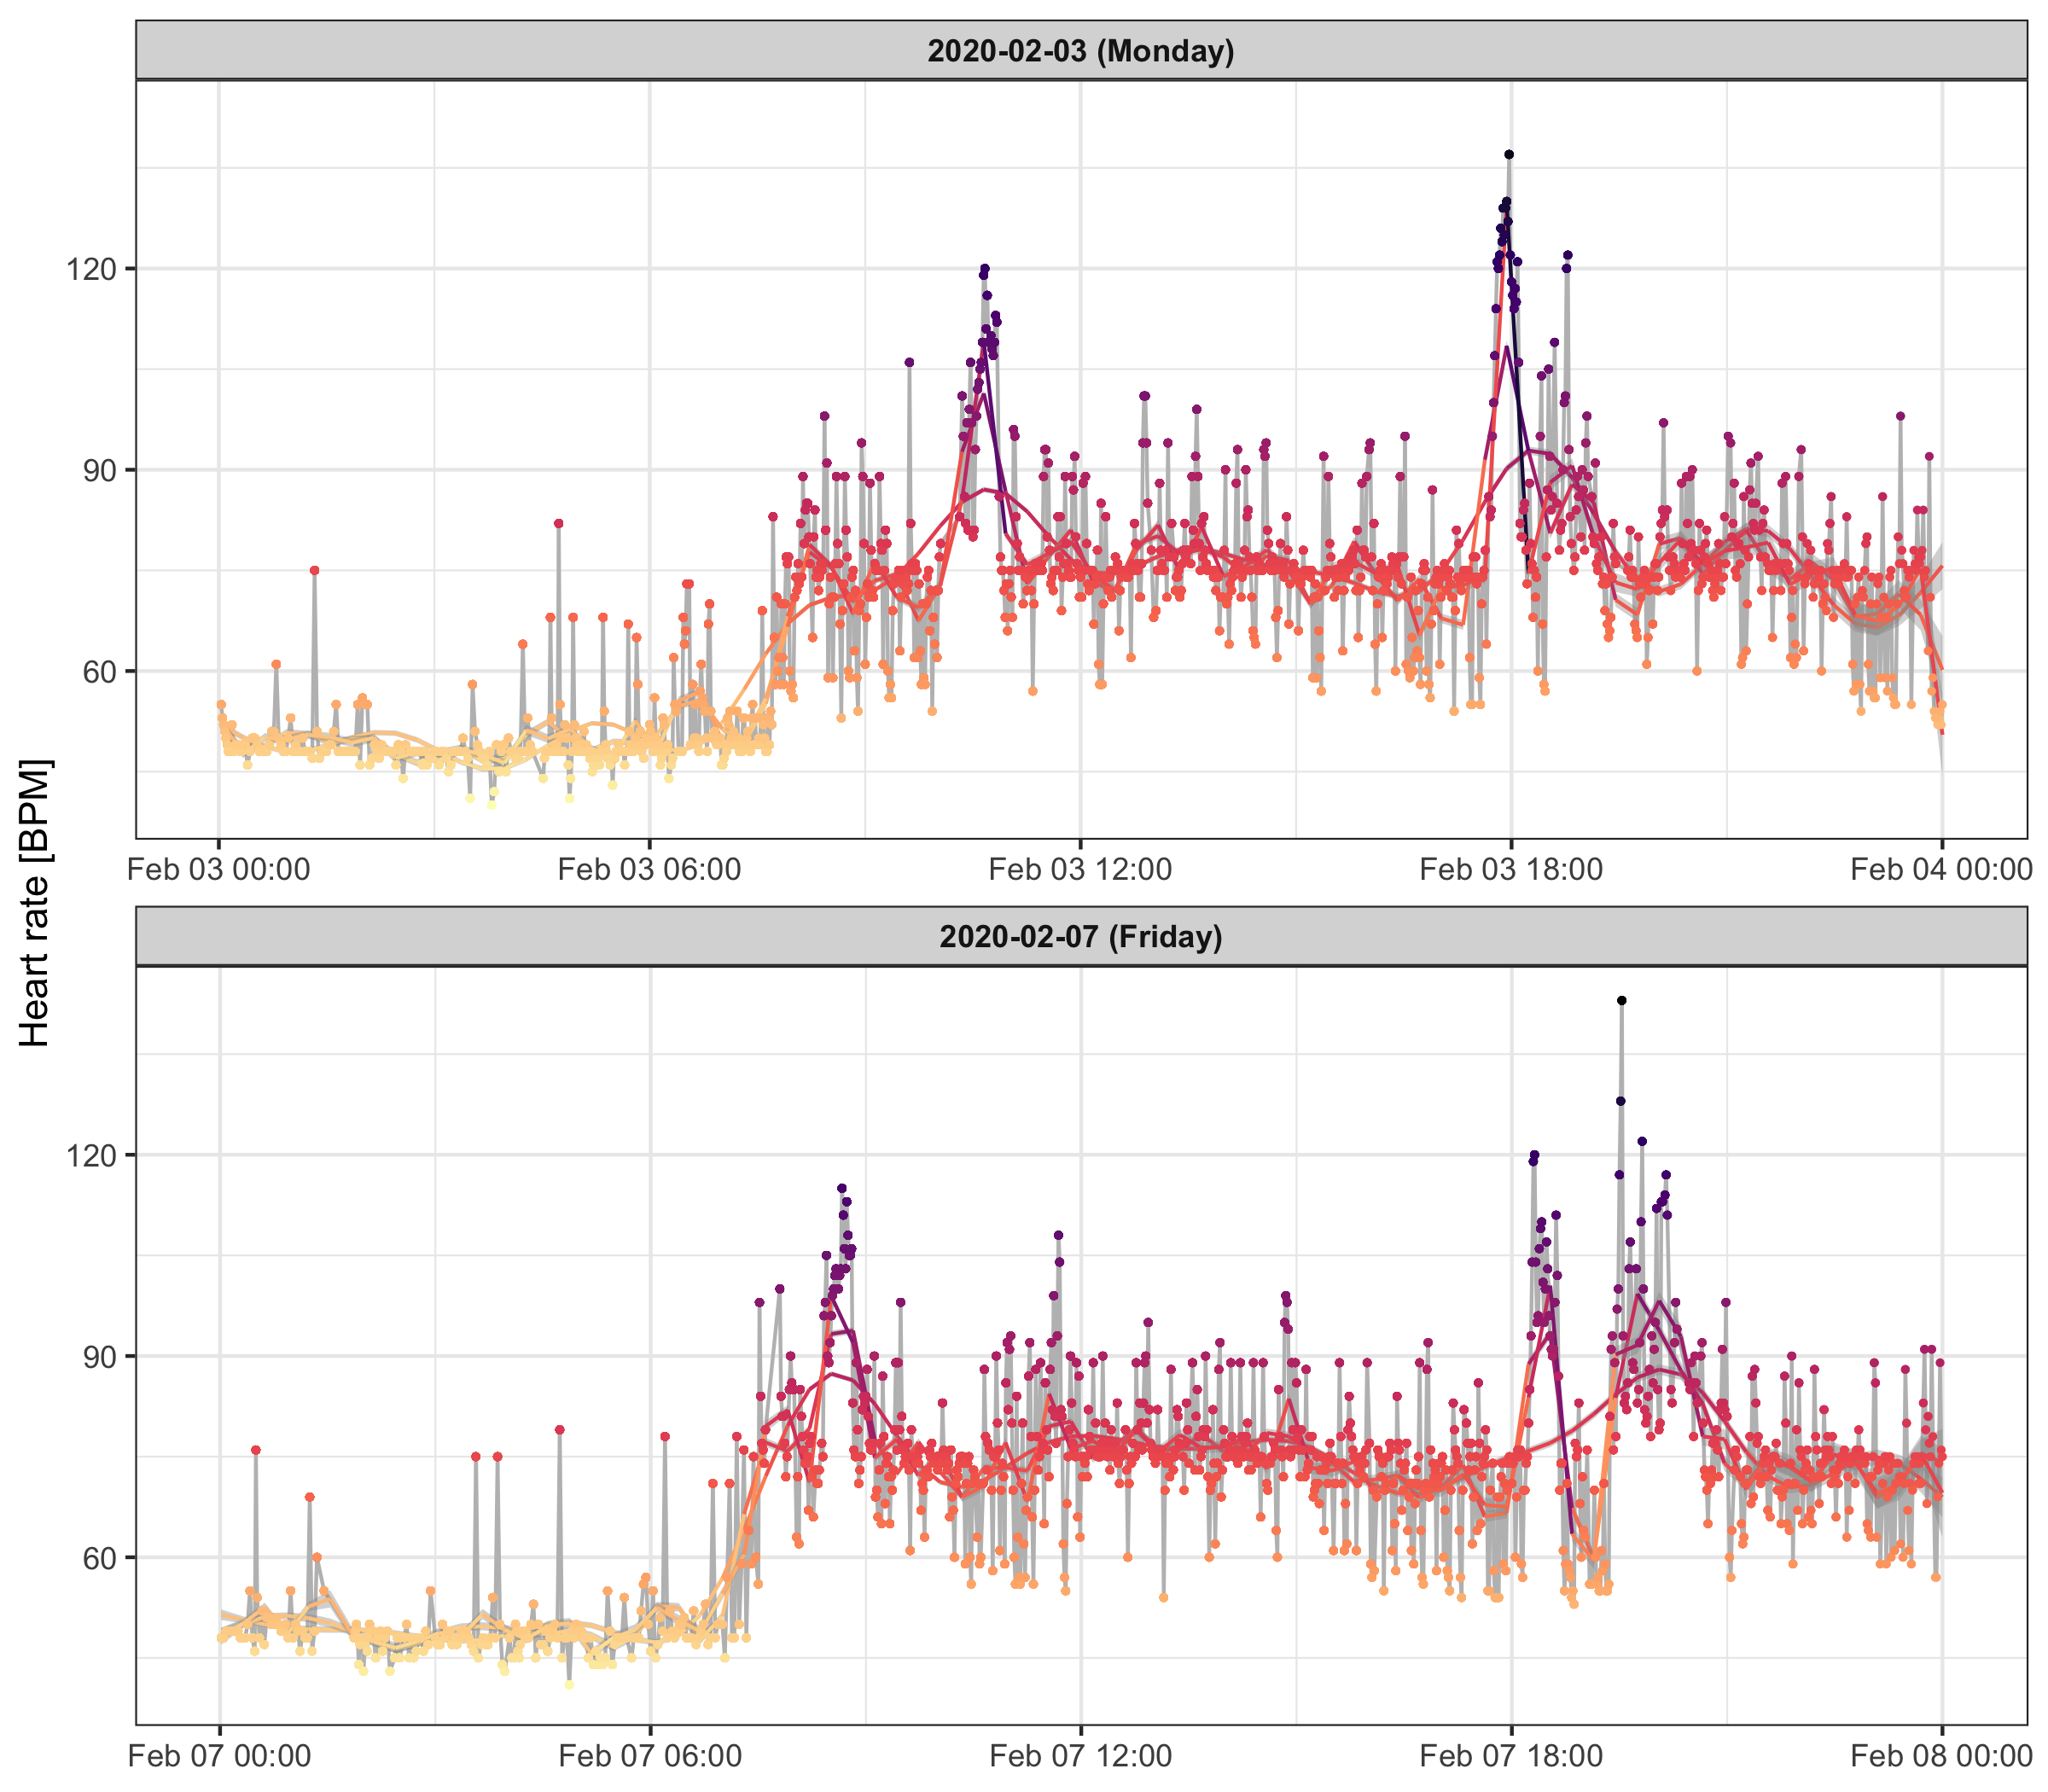 2020-02-03 (Monday)
120
90
60
Feb 03 00:00 Feb 03 06:00 Feb 03 12:00 Feb 03 18:00 Feb 04 00:00
Heart rate [BPM]
2020-02-07 (Friday)
120
90
60
Feb 07 00:00 Feb 07 06:00 Feb 07 12:00 Feb 07 18:00 Feb 08 00:00